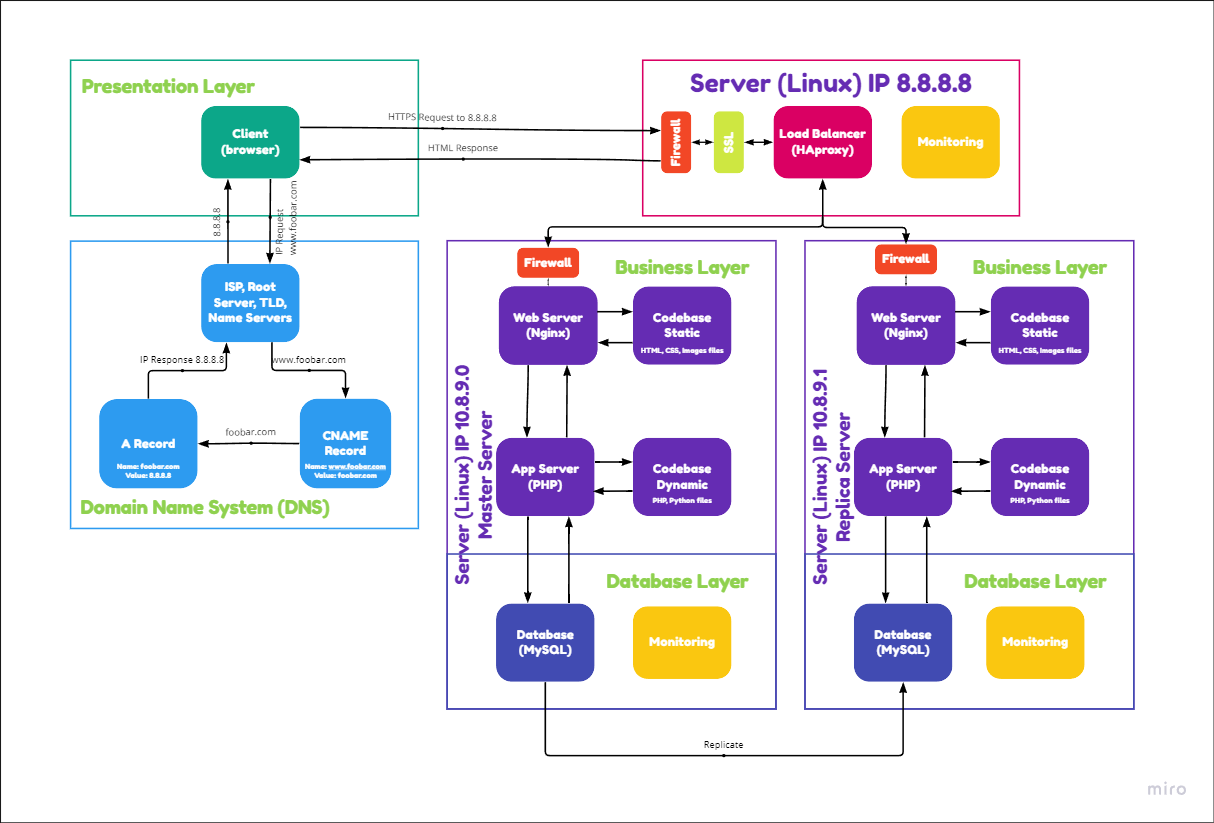 Presentation Layer
Client
(browser)
HTTPS Request to 8.8.8.8
HTML Response
Server (Linux) IP 8.8.8.8
Firewall
SSL
Load Balancer
(HAproxy)
Monitoring
8.8.8.8
IP Request
www.foobar.com
ISP, Root
Server, TLD,
Name Servers
IP Response 8.8.8.8
www.foobar.com
A Record
Name: foobar.com
Value: 8.8.8.8
foobar.com
CNAME
Record
Name: www.foobar.com
Value: foobar.com
Domain Name System (DNS)
Server (Linux) IP 10.8.9.0
Master Server
Firewall
Business Layer
Web Server
(Nginx)
Codebase
Static
HTML, CSS, Images files
App Server
(PHP)
Codebase
Dynamic
PHP, Python files
Database Layer
Database
(MySQL)
Monitoring
Server (Linux) IP 10.8.9.1
Replica Server
Firewall
Business Layer
Web Server
(Nginx)
Codebase
Static
HTML, CSS, Images files
App Server
(PHP)
Codebase
Dynamic
PHP, Python files
Database Layer
Database
(MySQL)
Monitoring
Replicate
miro